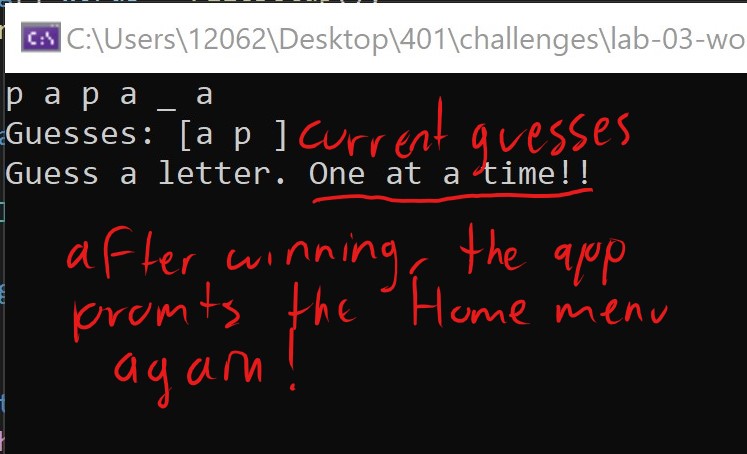 C:\Users\12062\Desktop\401\challenges\lab-03-wo
p a p a _ a
Guesses: [a p ] current guesses
Guess a letter. One at a time!!
after winning, the app
promts the Home menu
again!